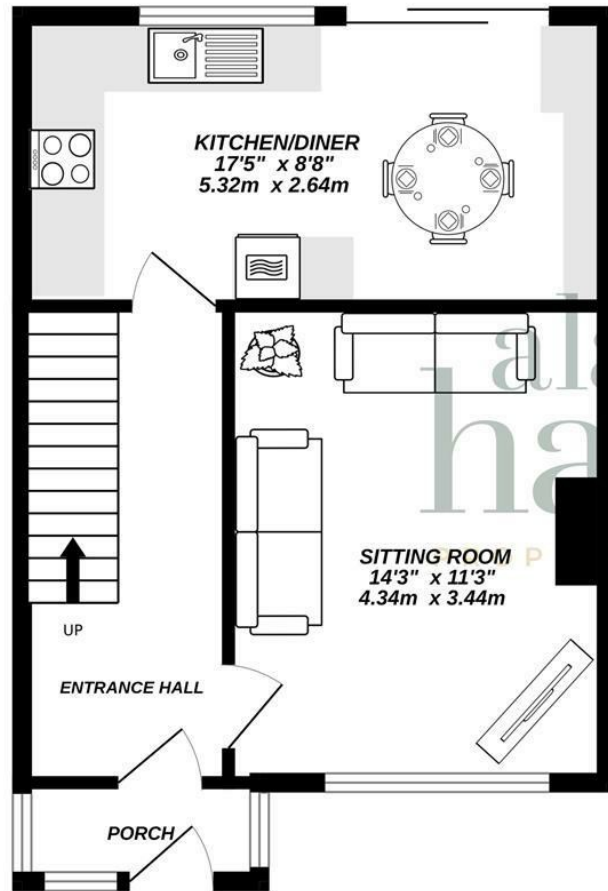 KITCHEN/DINER
17'5" x 8'8"
5.32m x 2.64m
SITTING ROOM
14'3" x 11'3"
4.34m x 3.44m
UP
ENTRANCE HALL
PORCH